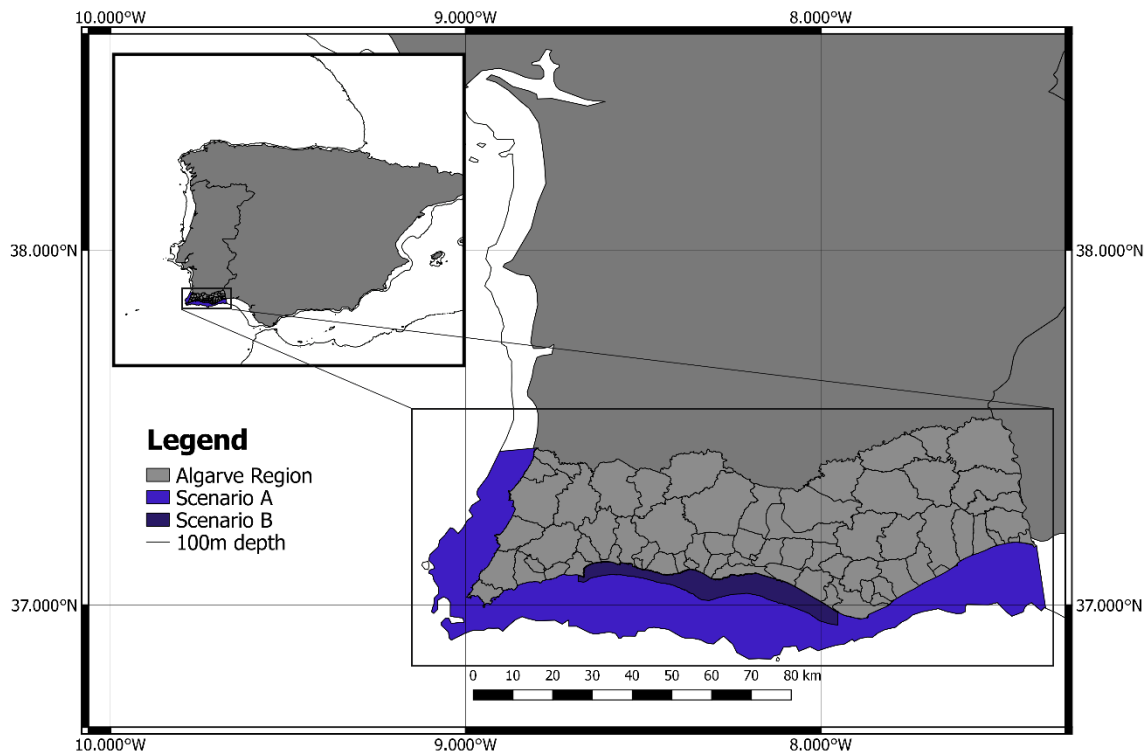 10.000°W 9.000°W 8.000°W
38.000°N 38.000°N
Legend
Algarve Region
Scenario A
Scenario B
100m depth
37.000°N 37.000°N
0 10 20 30 40 50 60 70 80 km
10.000°W 9.000°W 8.000°W